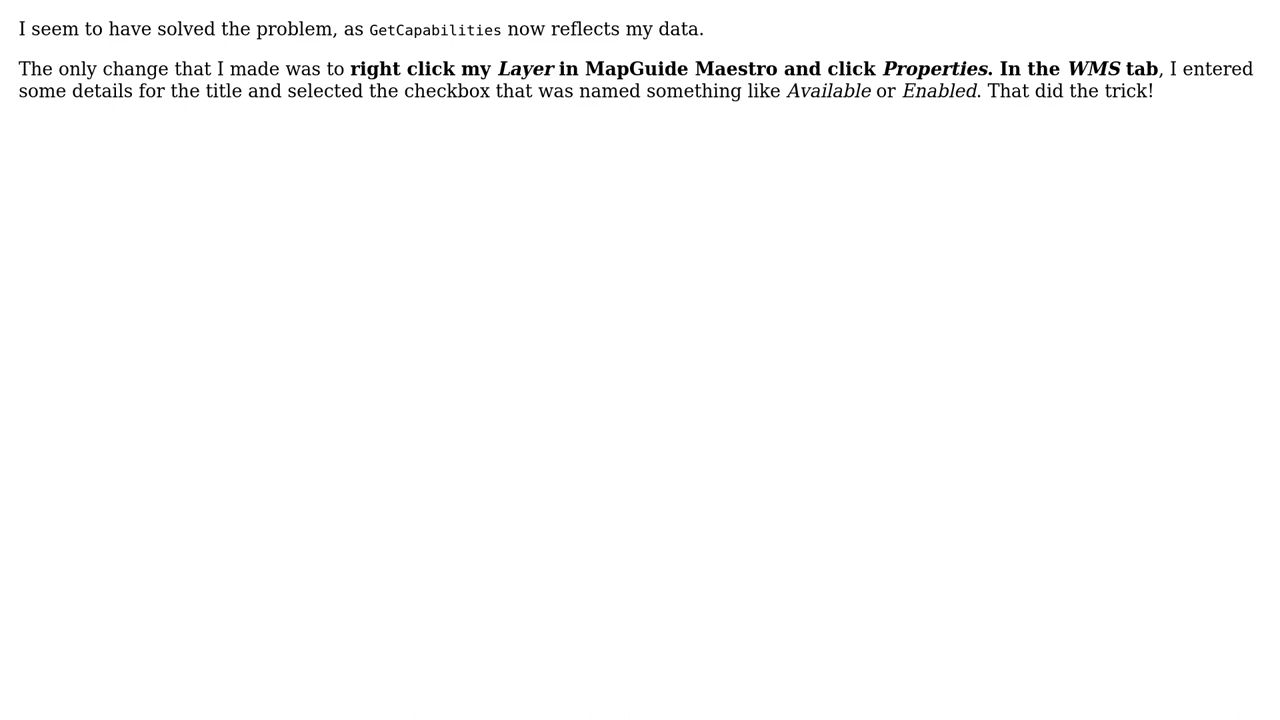 I seem to have solved the problem, as GetCapabilities now reflects my data.
The only change that I made was to right click my Layer in MapGuide Maestro and click Properties. In the WMS tab, I entered
some details for the title and selected the checkbox that was named something like Available or Enabled. That did the trick!